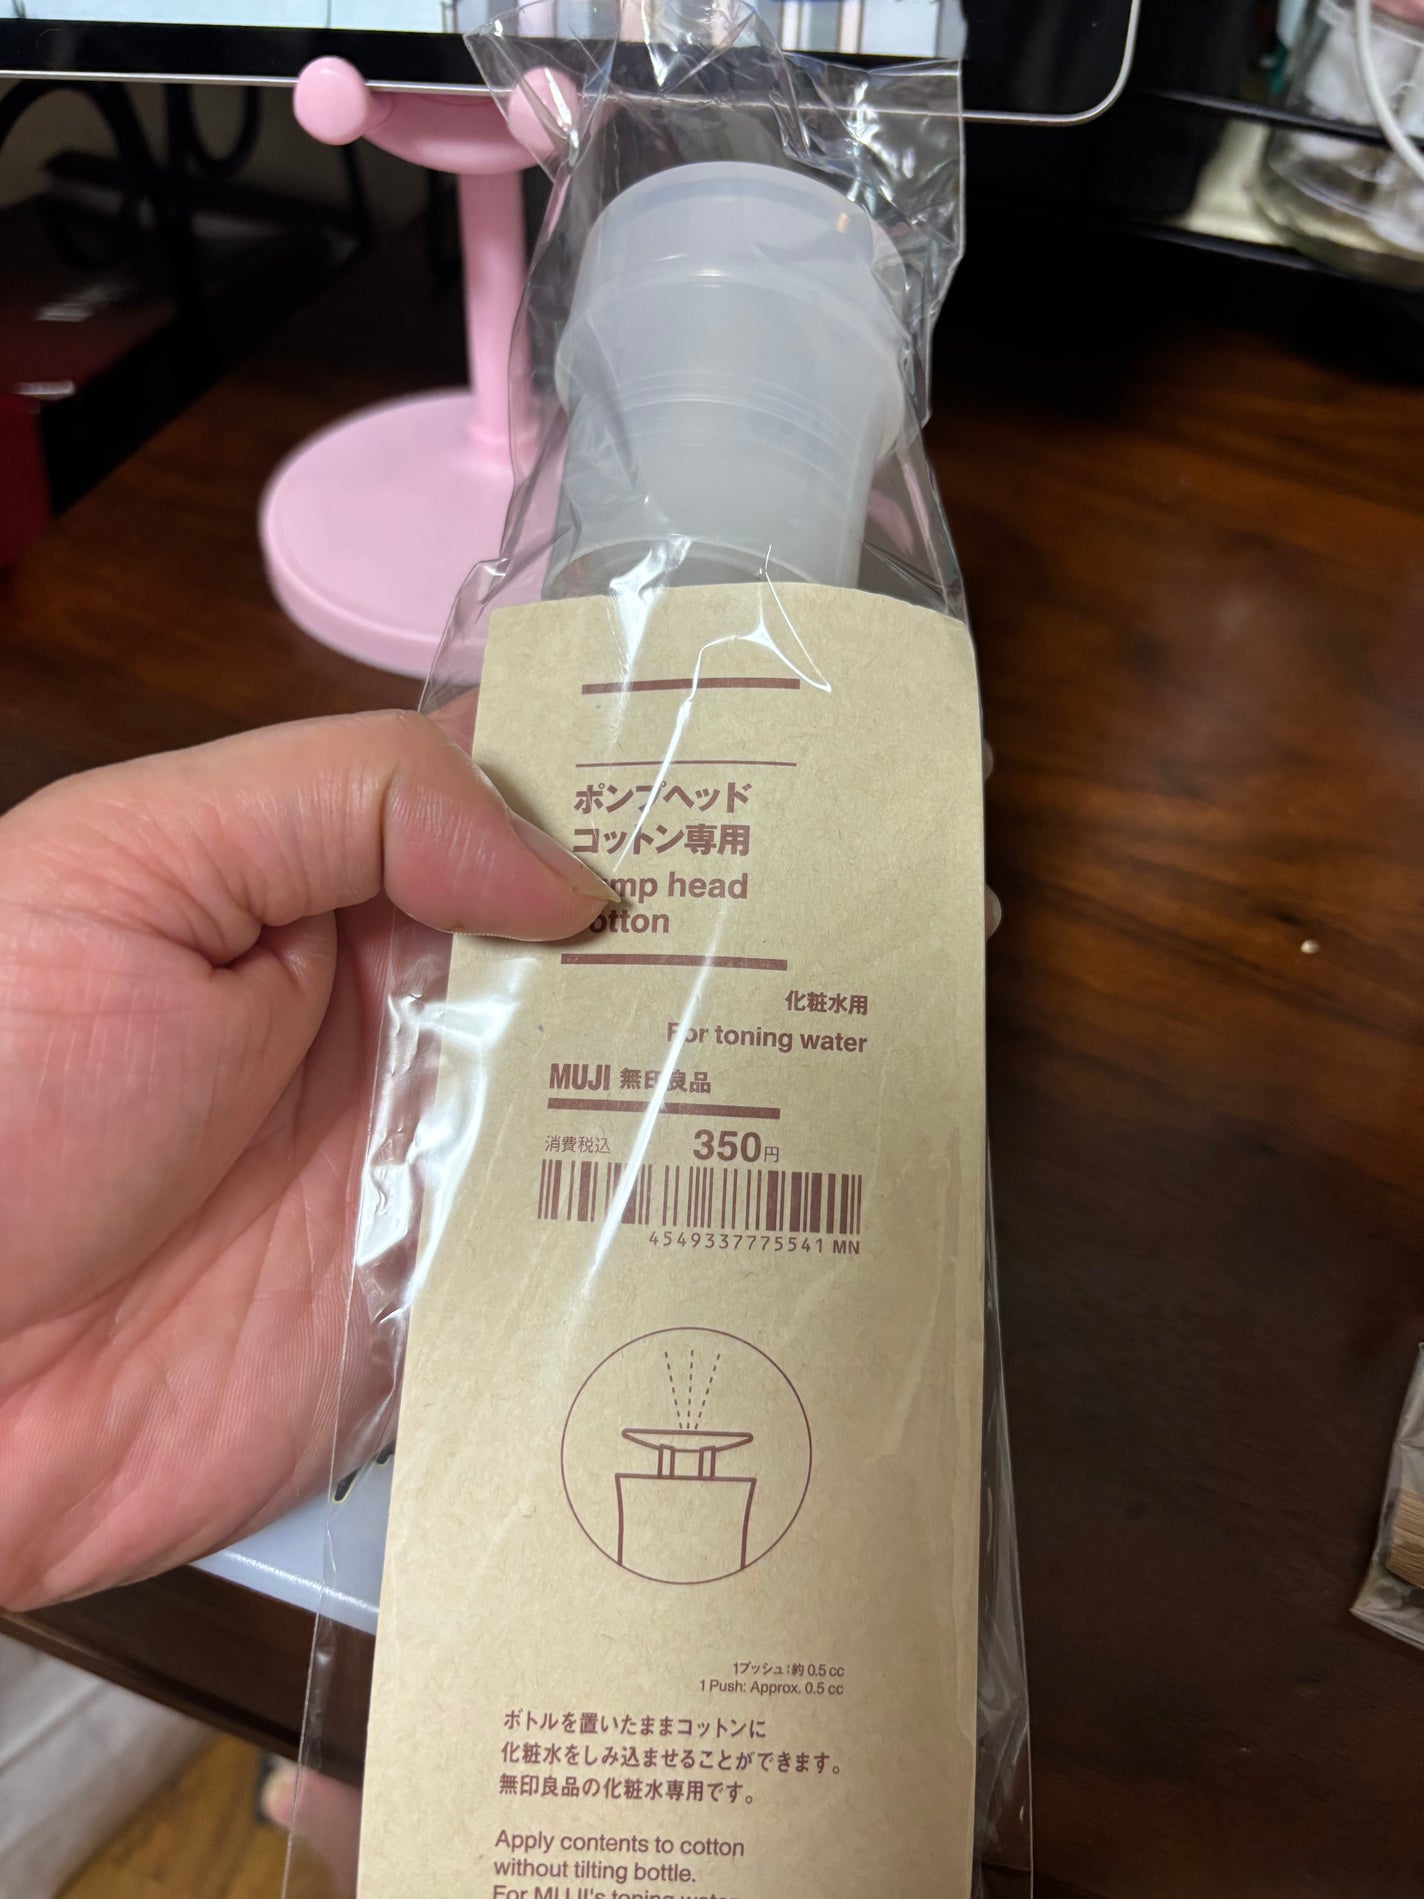 ポンプヘッド
コットン専用
head
化粧水用
For toning water
MUJI 無印良品
消費税込 350円
4549337775541 MN
1プッシュ:約 0.5 cc
1 Push: Approx. 0.5 cc
ボトルを置いたままコットンに
化粧水をしみ込ませることができます。
無印良品の化粧水専用です。
Apply contents to cotton
without tilting bottle.
For MUJI's toning water